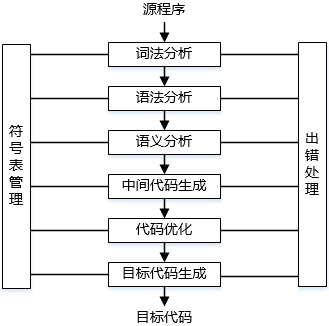 源程序
词法分析
语法分析
语义分析
中间代码生成
代码优化
目标代码生成
目标代码
符号表管理
出错处理